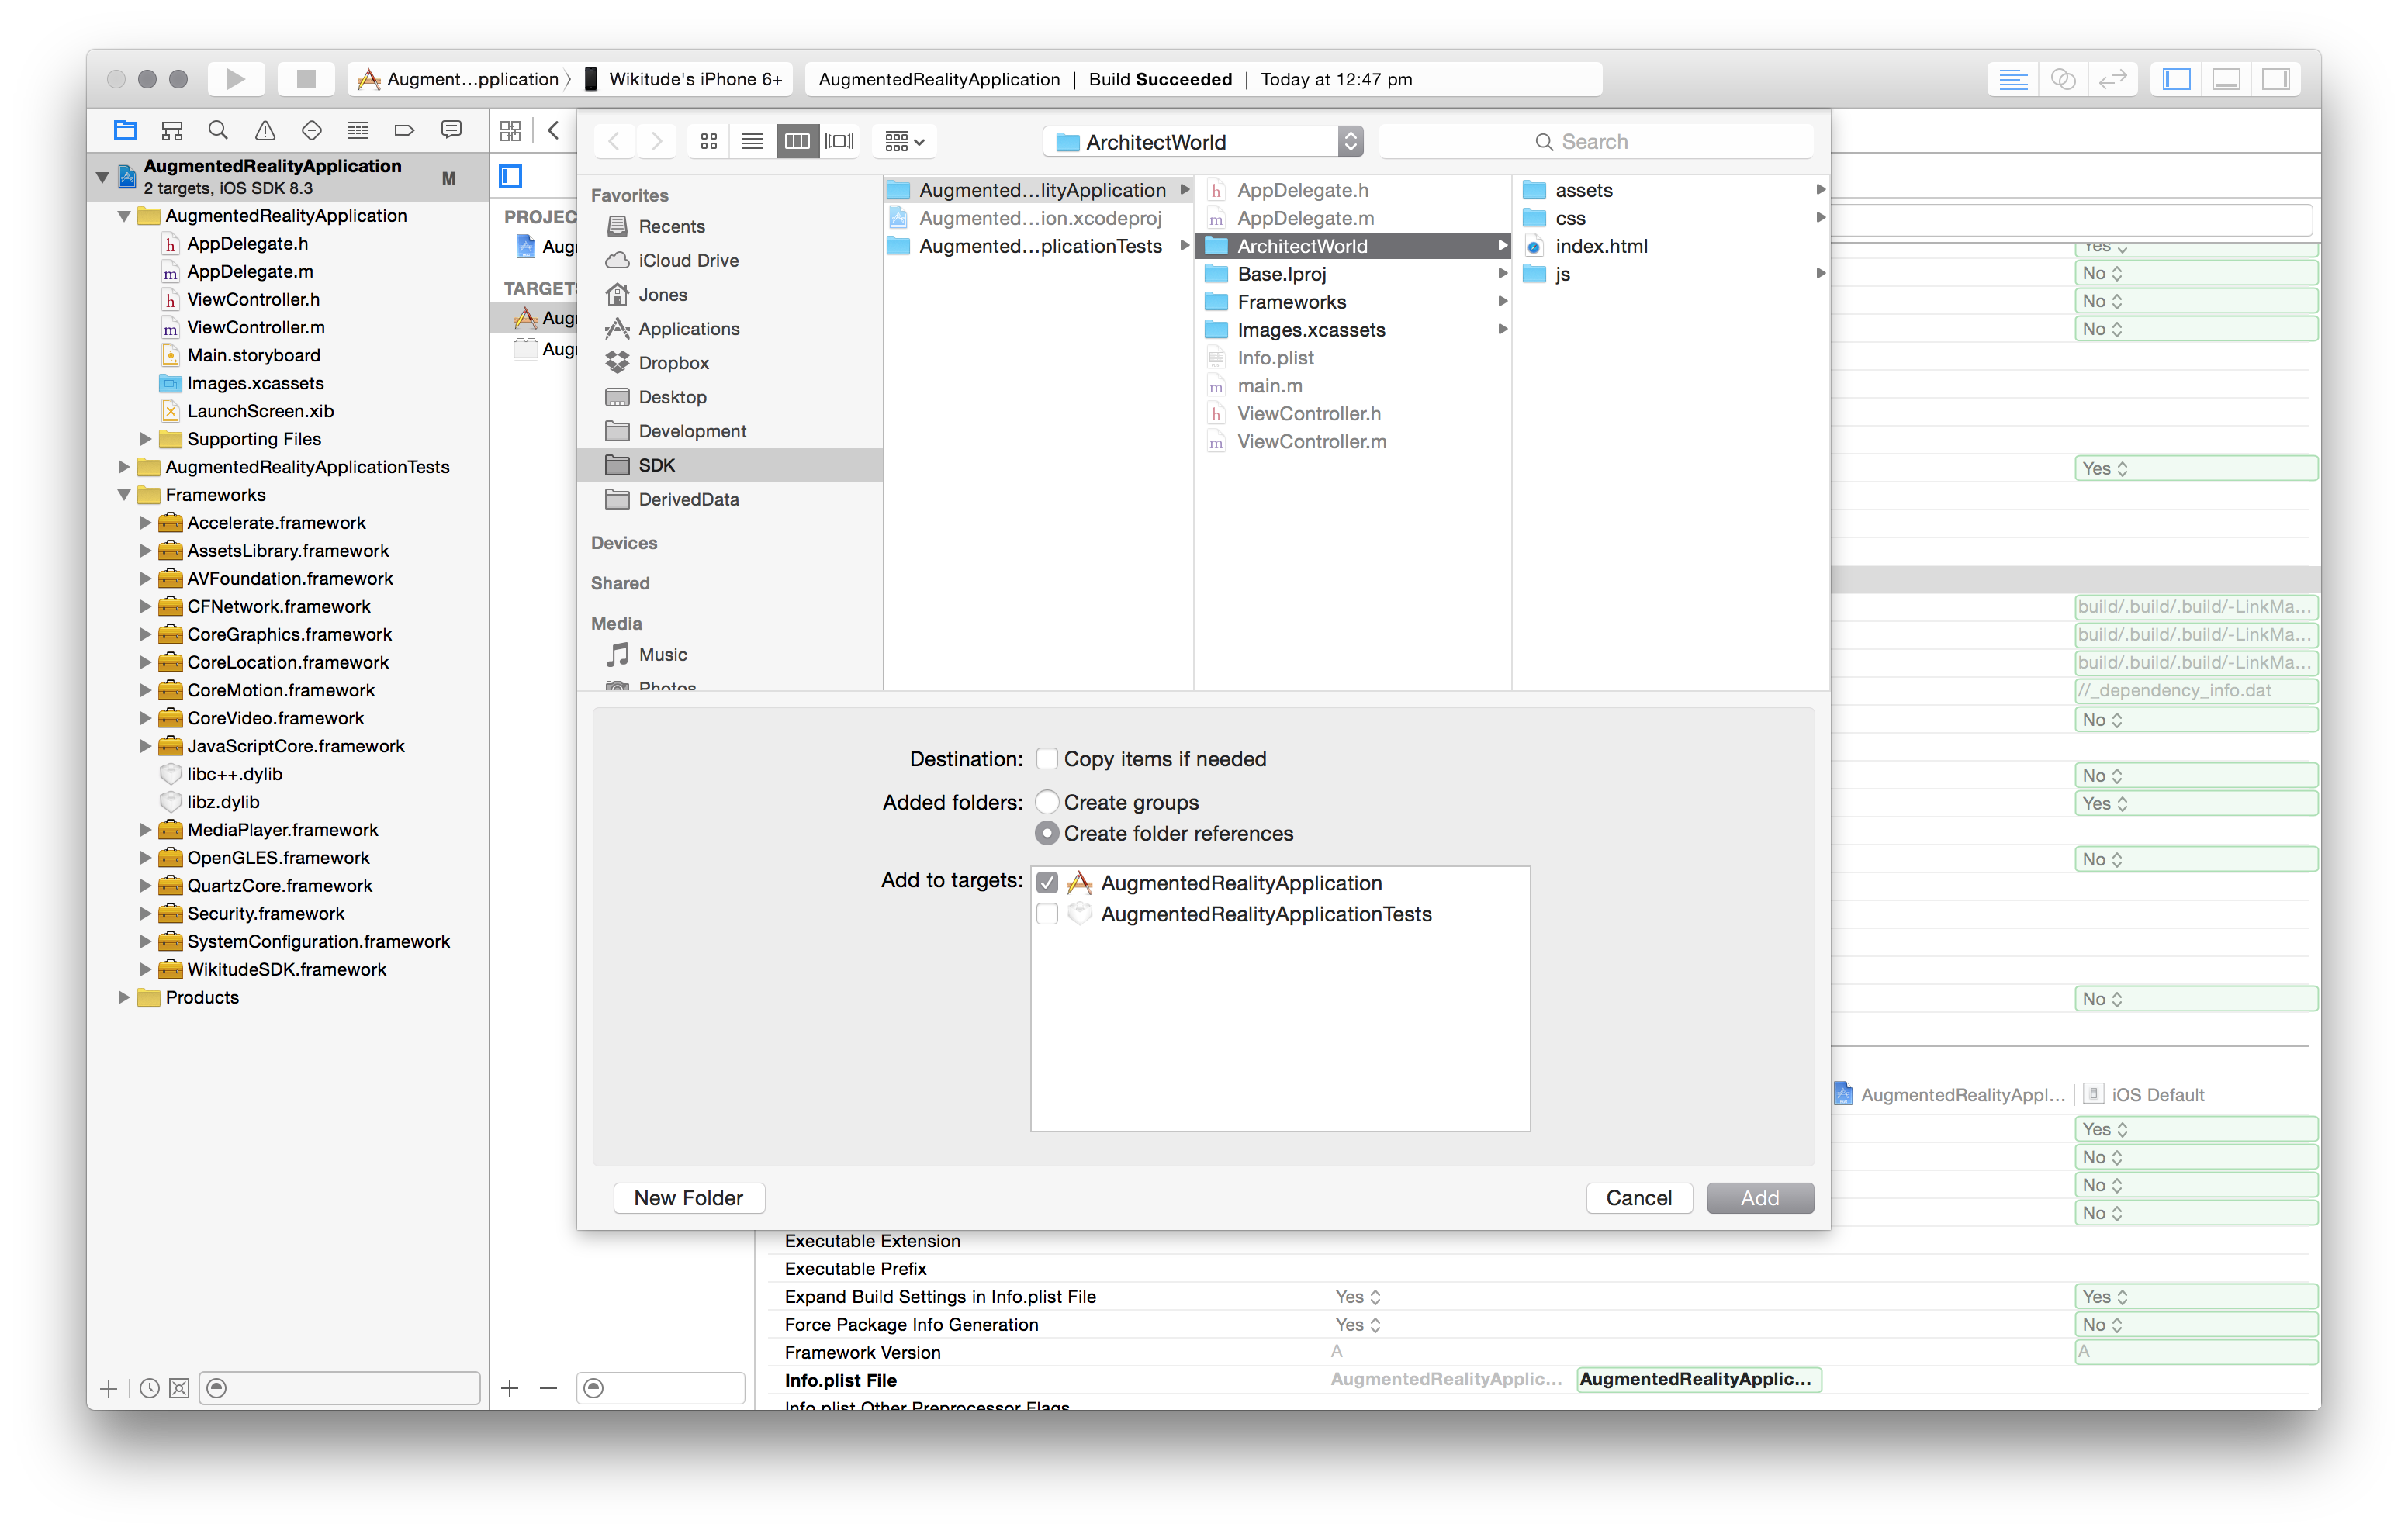 Augment...pplication
Wikitude's iPhone 6+
AugmentedRealityApplication | Build Succeeded | Today at 12:47 pm
AugmentedRealityApplication
2 targets, iOS SDK 8.3
M
AugmentedRealityApplication
h AppDelegate.h
m AppDelegate.m
h ViewController.h
m ViewController.m
Main.storyboard
Images.xcassets
LaunchScreen.xib
Supporting Files
AugmentedRealityApplicationTests
Frameworks
Accelerate.framework
AssetsLibrary.framework
AVFoundation.framework
CFNetwork.framework
CoreGraphics.framework
CoreLocation.framework
CoreMotion.framework
CoreVideo.framework
JavaScriptCore.framework
libc++.dylib
libz.dylib
MediaPlayer.framework
OpenGLES.framework
QuartzCore.framework
Security.framework
SystemConfiguration.framework
WikitudeSDK.framework
Products
PROJEC
Aug
TARGET
Aug
Aug
ArchitectWorld
Search
Favorites
Recents
iCloud Drive
Jones
Applications
Dropbox
Desktop
Development
SDK
DerivedData
Devices
Shared
Media
Music
Photos
Augmented...lityApplication
Augmented...ion.xcodeproj
Augmented...plicationTests
h AppDelegate.h
m AppDelegate.m
ArchitectWorld
Base.lproj
Frameworks
Images.xcassets
Info.plist
m main.m
h ViewController.h
m ViewController.m
assets
css
index.html
js
Destination: Copy items if needed
Added folders: Create groups
Create folder references
Add to targets: AugmentedRealityApplication
AugmentedRealityApplicationTests
New Folder
Cancel
Add
Yes
No
No
No
Yes
build/.build/.build/-LinkMa...
build/.build/.build/-LinkMa...
build/.build/.build/-LinkMa...
//_dependency_info.dat
No
No
Yes
No
No
AugmentedRealityAppl...
iOS Default
Yes
No
No
No
Executable Extension
Executable Prefix
Expand Build Settings in Info.plist File Yes Yes
Force Package Info Generation Yes No
Framework Version A A
Info.plist File AugmentedRealityApplic... AugmentedRealityApplic...
Info.plist Other Preprocessor Flags